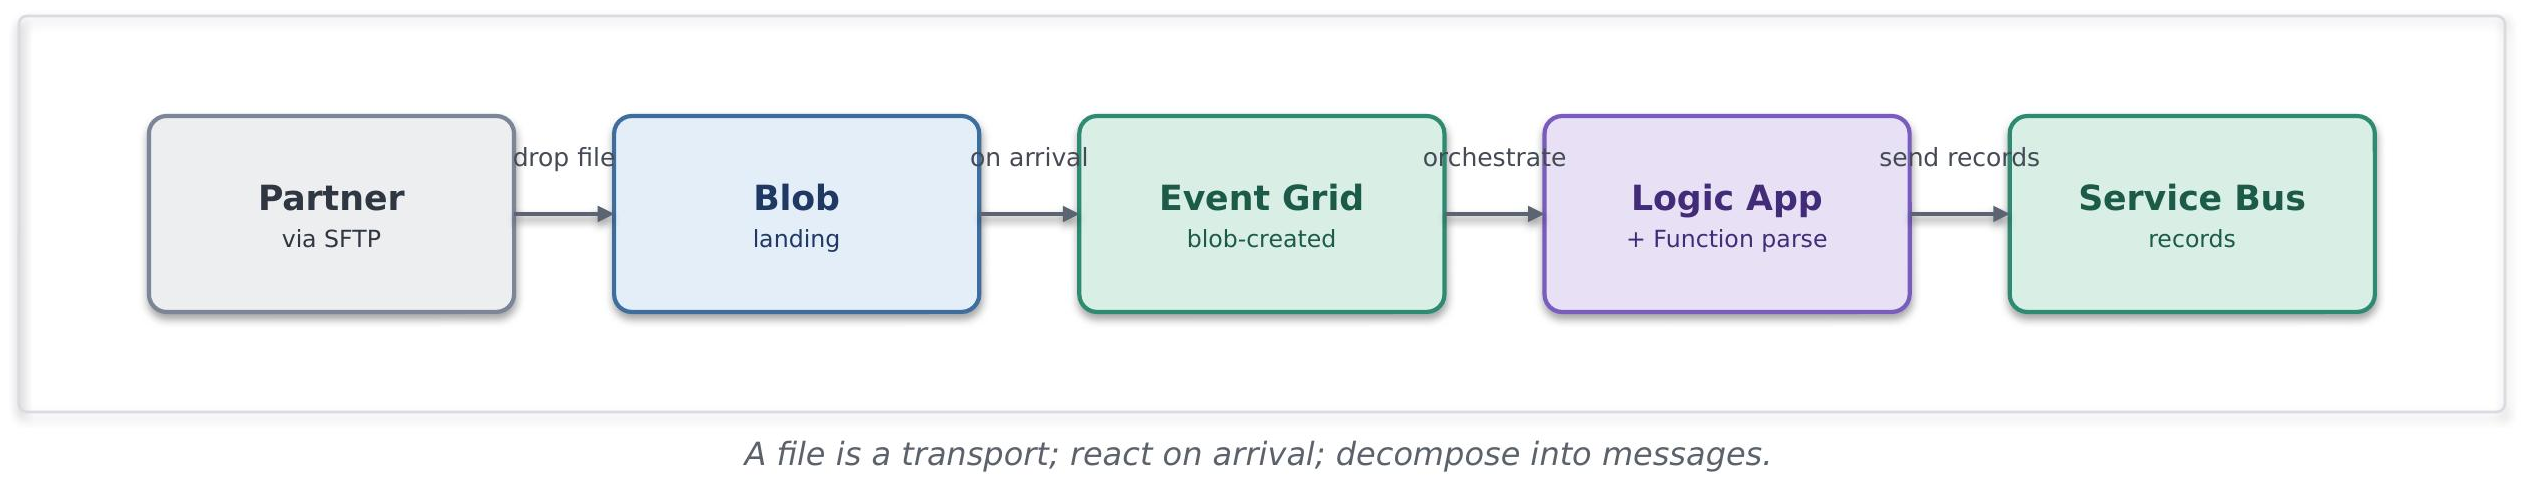 drop file
on arrival
orchestrate
send records
Partner
via SFTP
Blob
landing
Event Grid
blob-created
Logic App
+ Function parse
Service Bus
records
A file is a transport; react on arrival; decompose into messages.